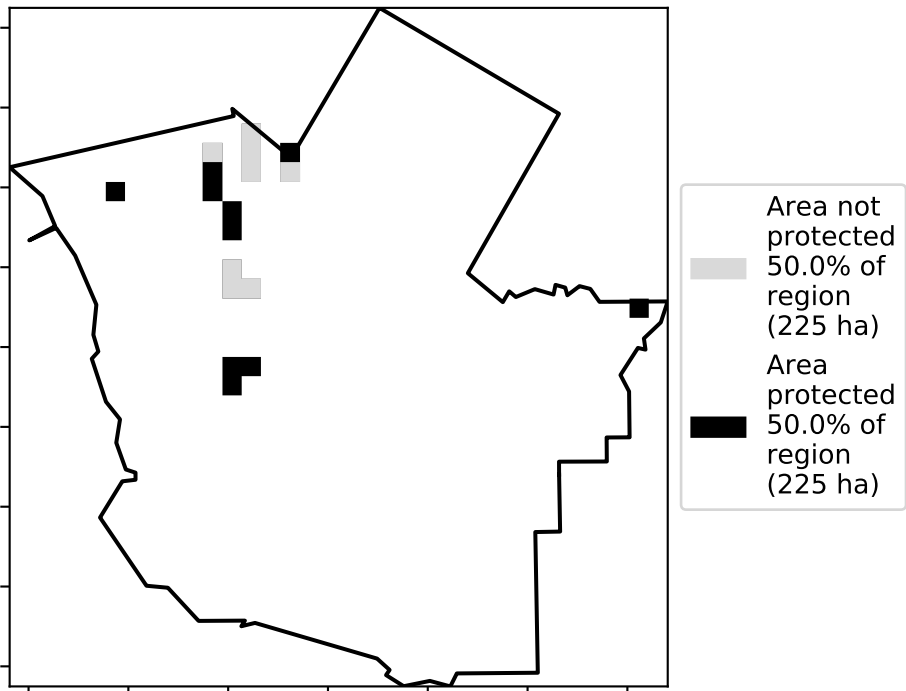 Area not
protected
50.0% of
region
(225 ha)
Area
protected
50.0% of
region
(225 ha)